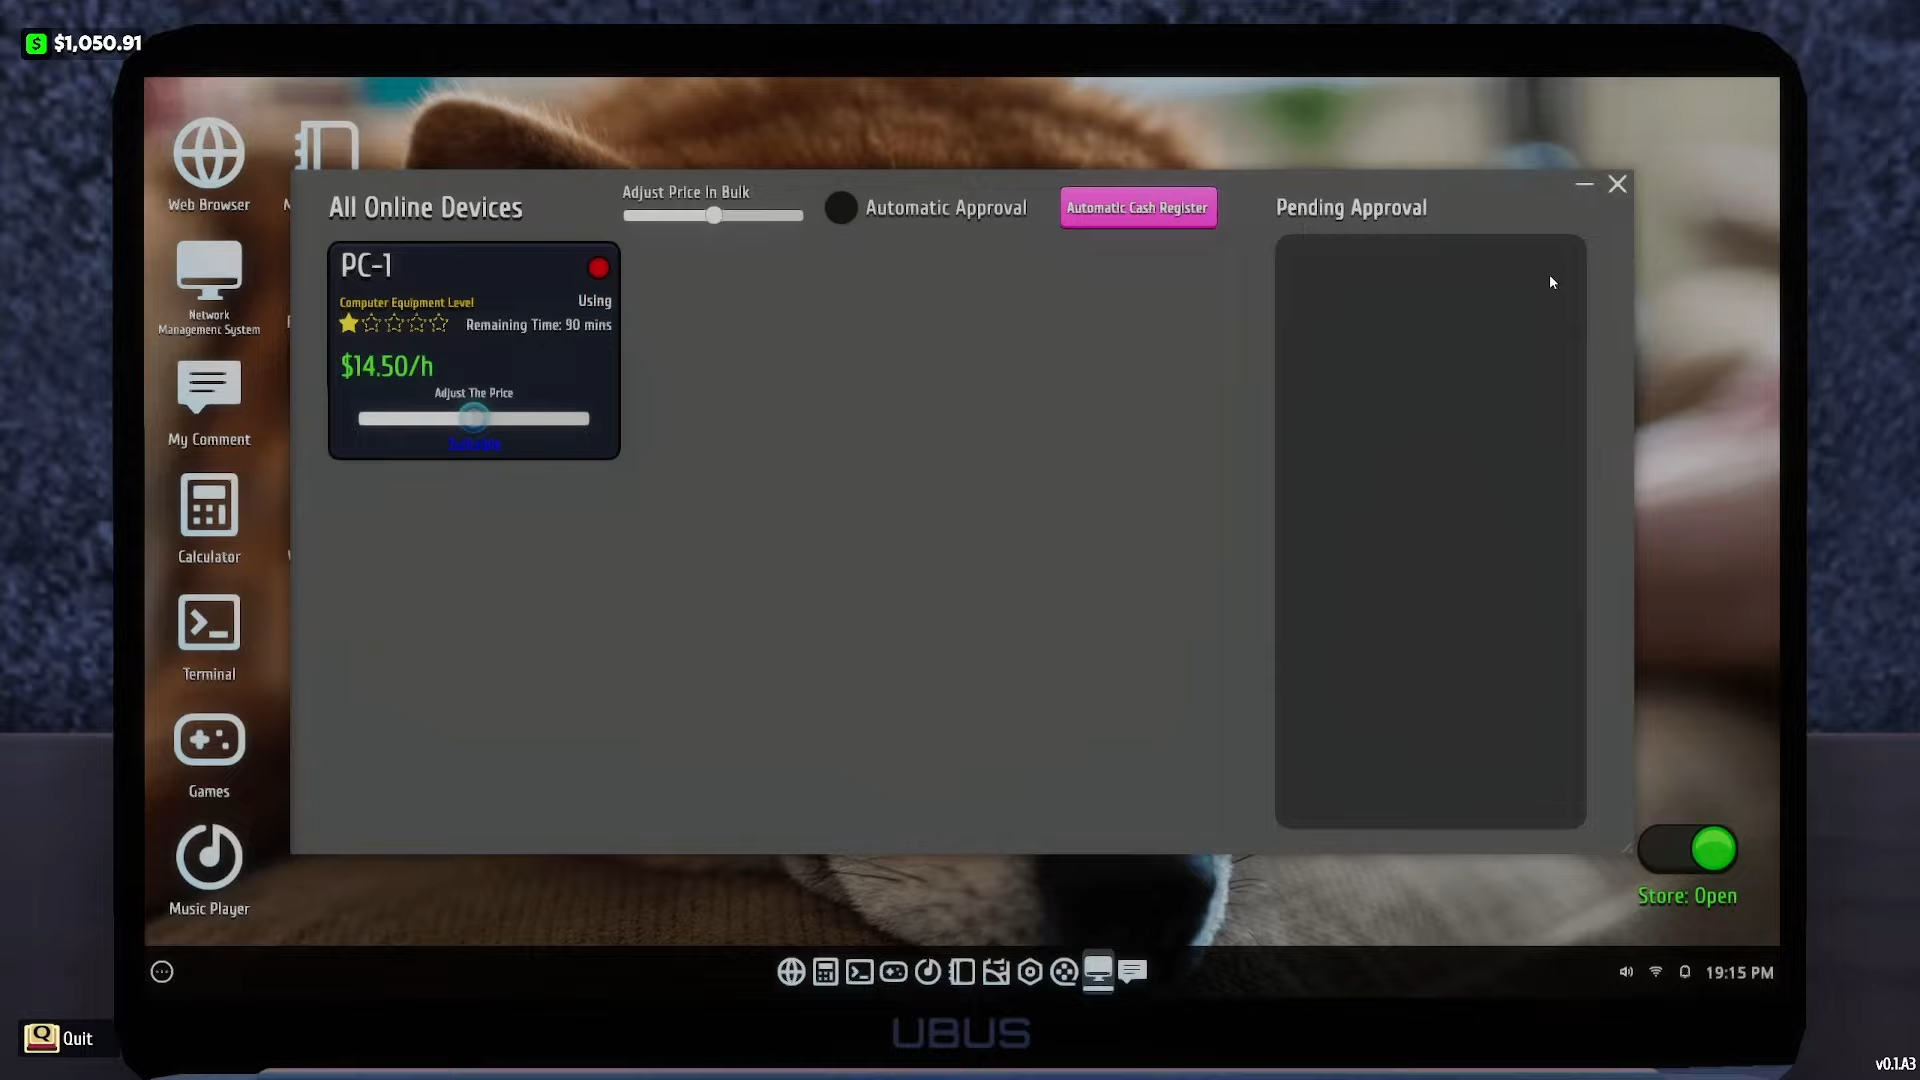 $ $1,050.91
Web Browser
Network
Management System
My Comment
Calculator
Terminal
Games
Music Player
All Online Devices
Adjust Price In Bulk
Automatic Approval
Automatic Cash Register
Pending Approval
PC-1
Computer Equipment Level
Using
Remaining Time: 90 mins
$14.50/h
Adjust The Price
Suitable
Store: Open
19:15 PM
UBUS
Q Quit
v0.1.A3